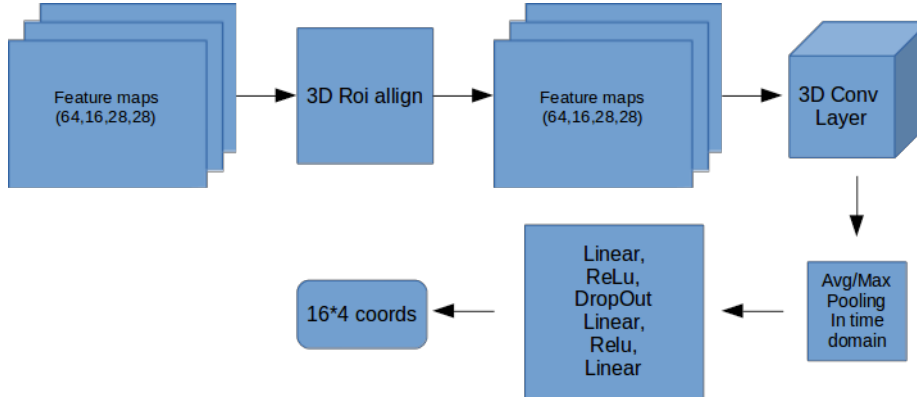 Feature maps
(64,16,28,28)
3D Roi allign
Feature maps
(64,16,28,28)
3D Conv
Layer
Avg/Max
Pooling
In time
domain
Linear,
ReLu,
DropOut
Linear,
Relu,
Linear
16*4 coords